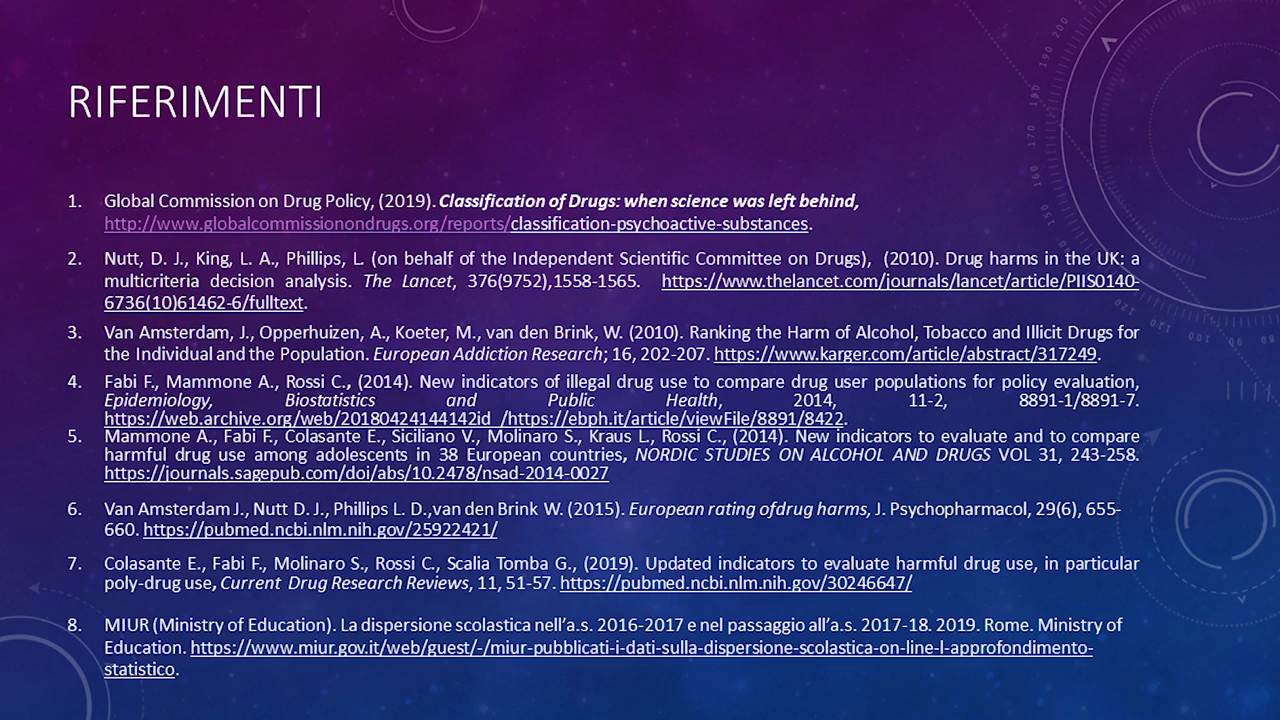 RIFERIMENTI
1. Global Commission on Drug Policy, (2019). Classification of Drugs: when science was left behind,
http://www.globalcommissionondrugs.org/reports/classification-psychoactive-substances.
2. Nutt, D. J., King, L. A., Phillips, L. (on behalf of the Independent Scientific Committee on Drugs), (2010). Drug harms in the UK: a
multicriteria decision analysis. The Lancet, 376(9752),1558-1565. https://www.thelancet.com/journals/lancet/article/PIIS0140-
6736(10)61462-6/fulltext.
3. Van Amsterdam, J., Opperhuizen, A., Koeter, M., van den Brink, W. (2010). Ranking the Harm of Alcohol, Tobacco and Illicit Drugs for
the Individual and the Population. European Addiction Research; 16, 202-207. https://www.karger.com/article/abstract/317249.
4. Fabi F., Mammone A., Rossi C., (2014). New indicators of illegal drug use to compare drug user populations for policy evaluation,
Epidemiology, Biostatistics and Public Health, 2014, 11-2, 8891-1/8891-7.
https://web.archive.org/web/20180424144142id_/https://ebph.it/article/viewFile/8891/8422.
5. Mammone A., Fabi F., Colasante E., Siciliano V., Molinaro S., Kraus L., Rossi C., (2014). New indicators to evaluate and to compare
harmful drug use among adolescents in 38 European countries, NORDIC STUDIES ON ALCOHOL AND DRUGS VOL 31, 243-258.
https://journals.sagepub.com/doi/abs/10.2478/nsad-2014-0027
6. Van Amsterdam J., Nutt D. J., Phillips L. D.,van den Brink W. (2015). European rating of drug harms, J. Psychopharmacol, 29(6), 655-
660. https://pubmed.ncbi.nlm.nih.gov/25922421/
7. Colasante E., Fabi F., Molinaro S., Rossi C., Scalia Tomba G., (2019). Updated indicators to evaluate harmful drug use, in particular
poly-drug use, Current Drug Research Reviews, 11, 51-57. https://pubmed.ncbi.nlm.nih.gov/30246647/
8. MIUR (Ministry of Education). La dispersione scolastica nell'a.s. 2016-2017 e nel passaggio all'a.s. 2017-18. 2019. Rome. Ministry of
Education. https://www.miur.gov.it/web/guest/-/miur-pubblicati-i-dati-sulla-dispersione-scolastica-on-line-l-approfondimento-
statistico.